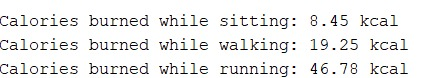 Calories burned while sitting: 8.45 kcal
Calories burned while walking: 19.25 kcal
Calories burned while running: 46.78 kcal